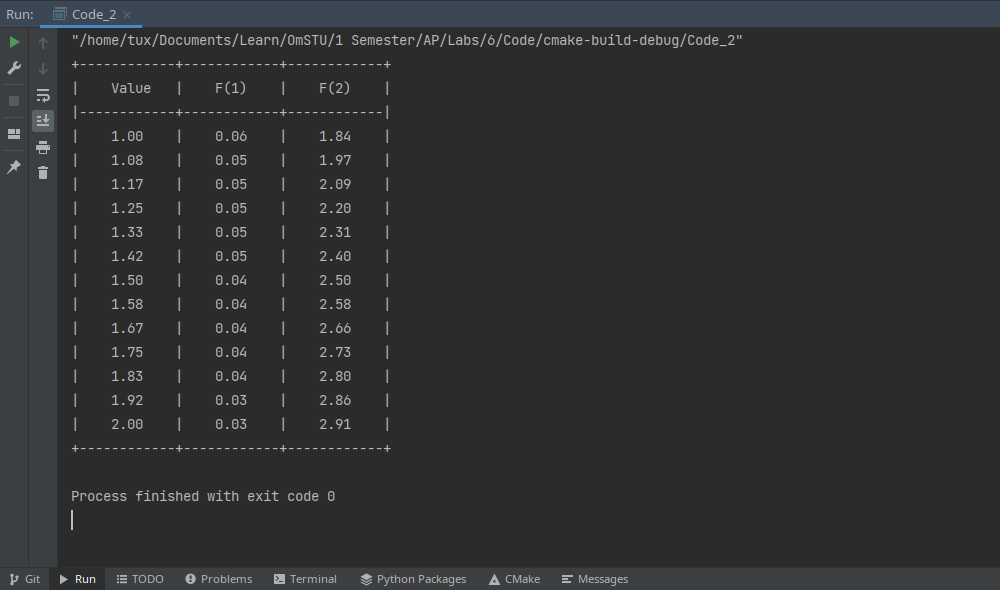 Run: Code_2
"/home/tux/Documents/Learn/OmSTU/1 Semester/AP/Labs/6/Code/cmake-build-debug/Code_2"
+------------+------------+------------+
|    Value   |    F(1)    |    F(2)    |
|------------+------------+------------|
|    1.00    |    0.06    |    1.84    |
|    1.08    |    0.05    |    1.97    |
|    1.17    |    0.05    |    2.09    |
|    1.25    |    0.05    |    2.20    |
|    1.33    |    0.05    |    2.31    |
|    1.42    |    0.05    |    2.40    |
|    1.50    |    0.04    |    2.50    |
|    1.58    |    0.04    |    2.58    |
|    1.67    |    0.04    |    2.66    |
|    1.75    |    0.04    |    2.73    |
|    1.83    |    0.04    |    2.80    |
|    1.92    |    0.03    |    2.86    |
|    2.00    |    0.03    |    2.91    |
+------------+------------+------------+
Process finished with exit code 0
Git Run TODO Problems Terminal Python Packages CMake Messages